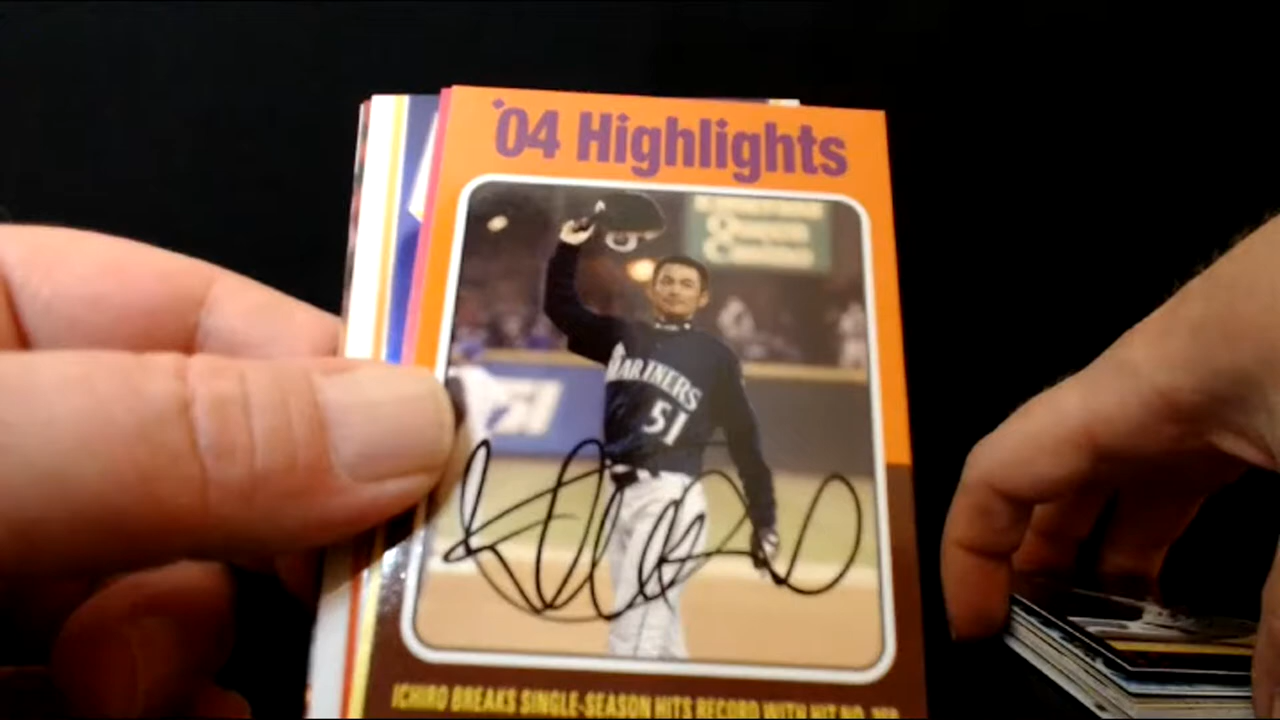 '04 Highlights
MARINERS
51
ICHIRO BREAKS SINGLE-SEASON HITS RECORD WITH HIT NO.